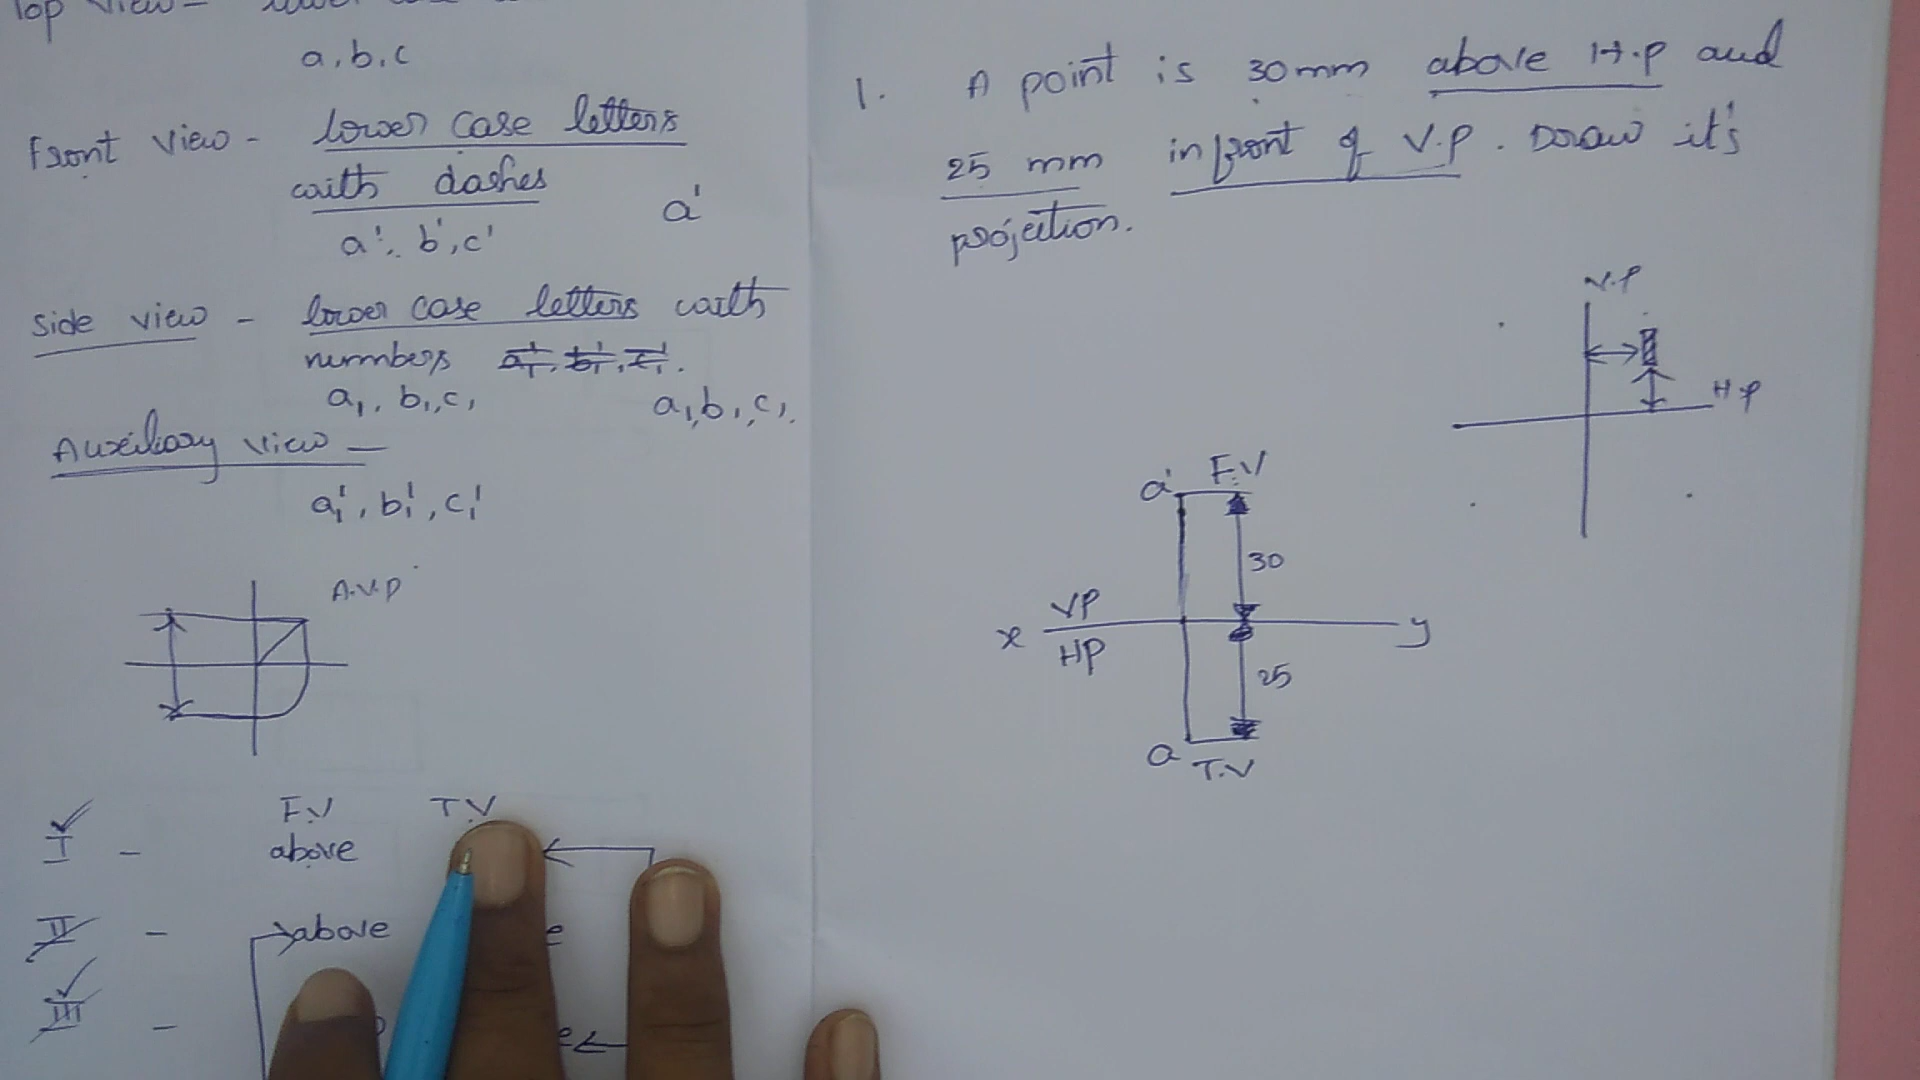 Top view -
a, b, c
Front view - lower case letters
with dashes
a'
a', b', c'
side view - lower case letters with
numbers
a₁, b₁, c₁
a₁, b₁, c₁.
Auxiliary view -
a₁', b₁', c₁'
A.V.P
F.V T.V
I - above
II - above
III -
1. A point is 30mm above H.p and
25 mm infront of V.P. Draw it's
projection.
V.P
H.P
a' F.V
30
VP
x y
HP
25
a T.V